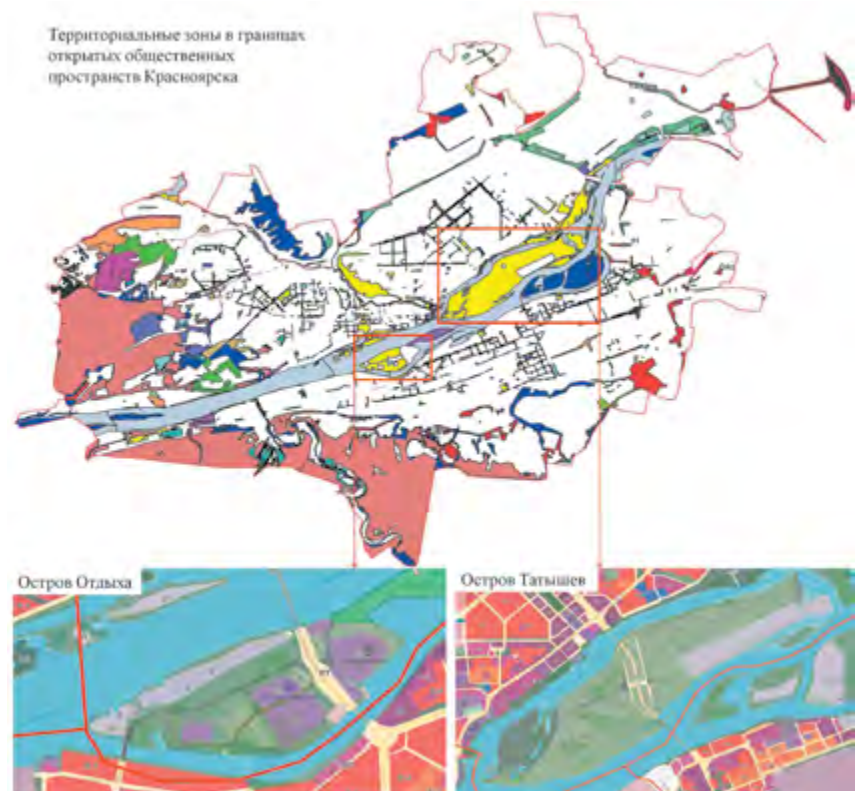 Территориальные зоны в границах
открытых общественных
пространств Красноярска
Остров Отдыха
Остров Татышев